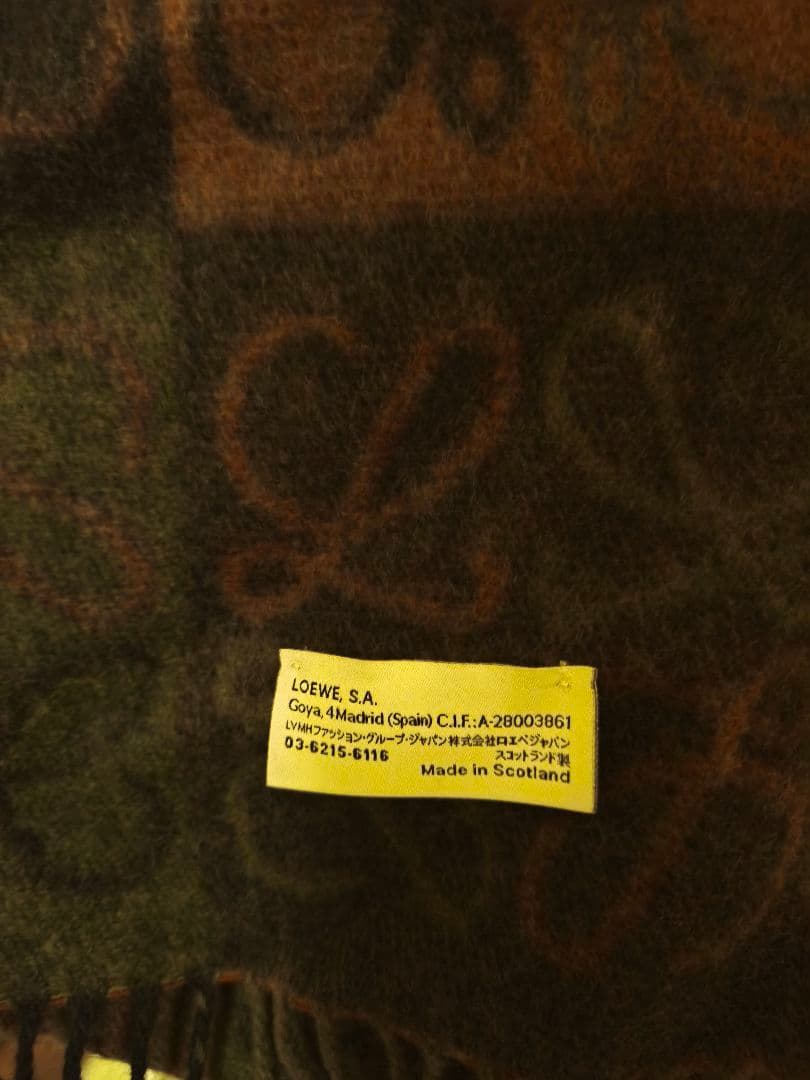 LOEWE, S.A.
Goya, 4 Madrid (Spain) C.I.F.: A-28003861
LVMHファッション・グループ・ジャパン株式会社ロエベジャパン
03-6215-6116 スコットランド製
Made in Scotland